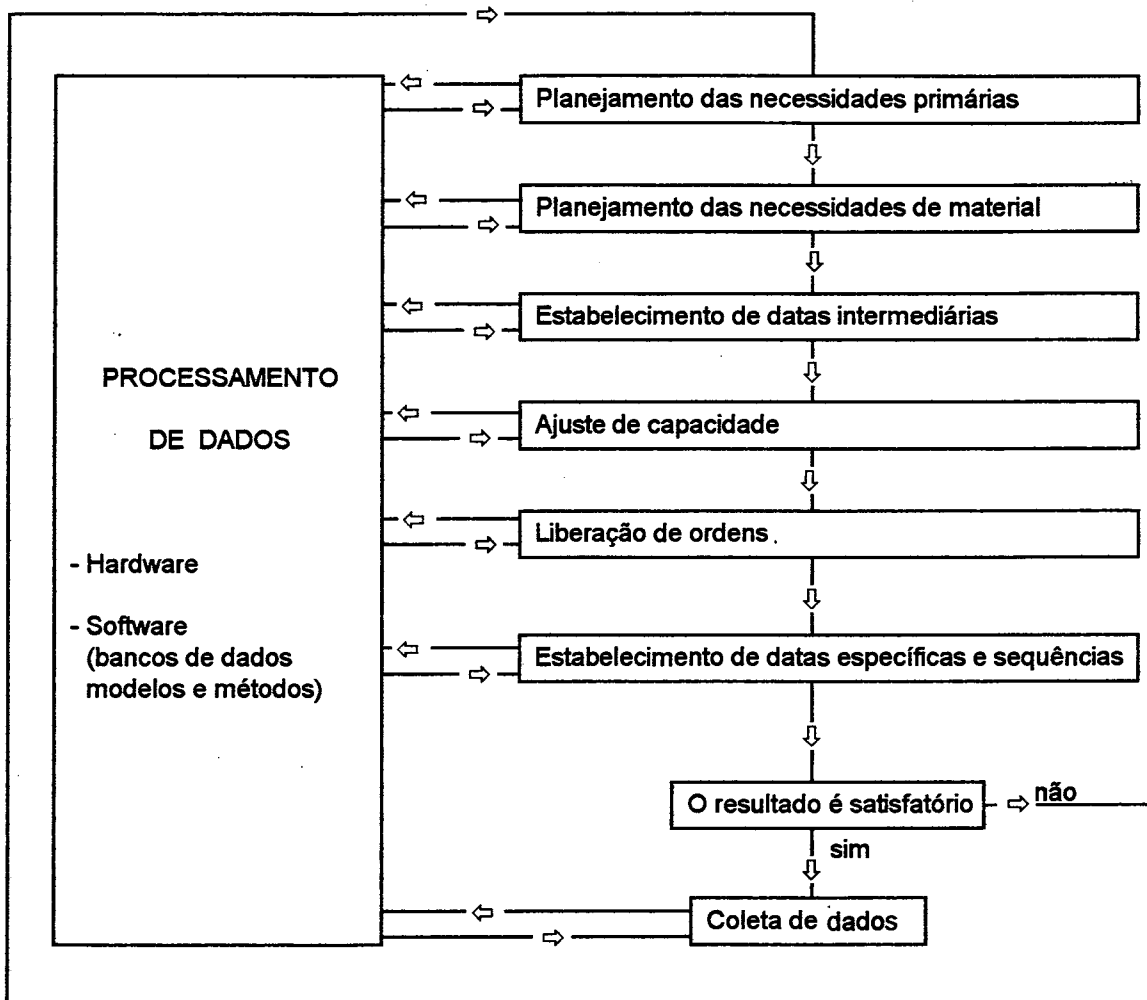 Planejamento das necessidades primárias
Planejamento das necessidades de material
Estabelecimento de datas intermediárias
PROCESSAMENTO
DE DADOS
Ajuste de capacidade
Liberação de ordens
- Hardware
- Software
(bancos de dados
modelos e métodos)
Estabelecimento de datas específicas e sequências
O resultado é satisfatório
não
sim
Coleta de dados